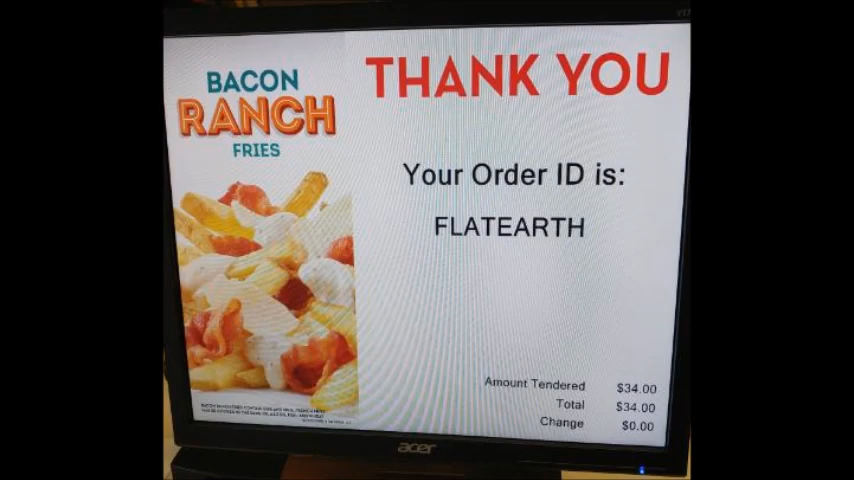 BACON
RANCH
FRIES
THANK YOU
Your Order ID is:
FLATEARTH
Amount Tendered $34.00
Total $34.00
Change $0.00
acer